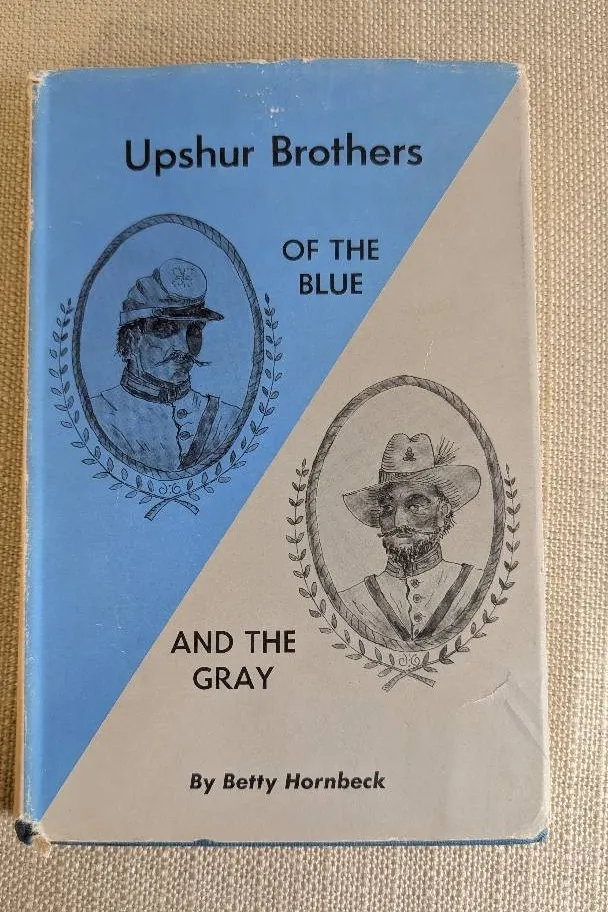 Upshur Brothers
OF THE
BLUE
AND THE
GRAY
By Betty Hornbeck